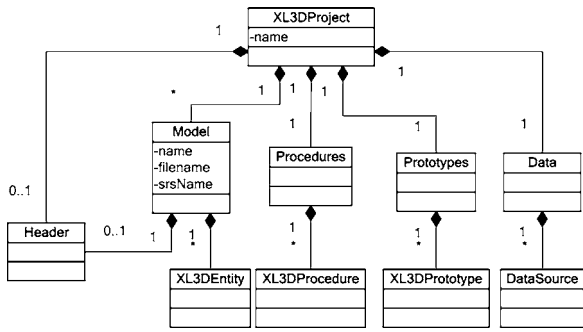 XL3DProject
-name
1
1
1
1
1
*
1
1
1
Model
-name
-filename
-srsName
Procedures
Prototypes
Data
0..1
Header
0..1
1
1
*
1
*
1
*
1
*
XL3DEntity
XL3DProcedure
XL3DPrototype
DataSource